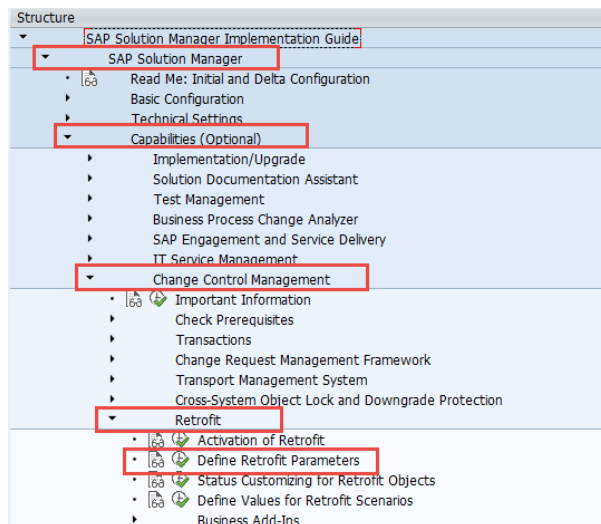 Structure
SAP Solution Manager Implementation Guide
SAP Solution Manager
Read Me: Initial and Delta Configuration
Basic Configuration
Technical Settings
Capabilities (Optional)
Implementation/Upgrade
Solution Documentation Assistant
Test Management
Business Process Change Analyzer
SAP Engagement and Service Delivery
IT Service Management
Change Control Management
Important Information
Check Prerequisites
Transactions
Change Request Management Framework
Transport Management System
Cross-System Object Lock and Downgrade Protection
Retrofit
Activation of Retrofit
Define Retrofit Parameters
Status Customizing for Retrofit Objects
Define Values for Retrofit Scenarios
Business Add-Ins